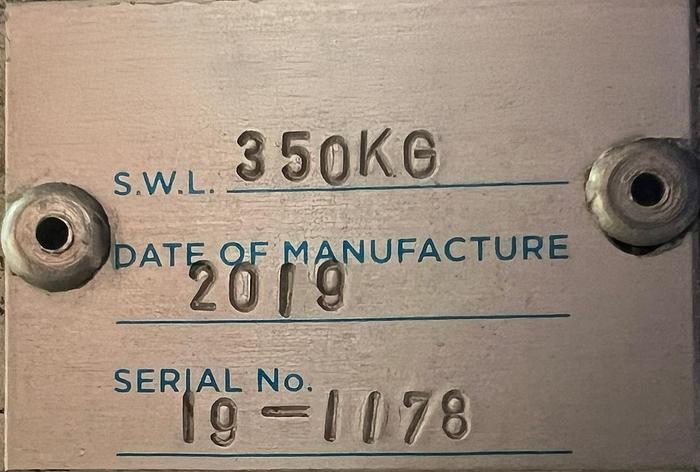 S.W.L. 350KG
DATE OF MANUFACTURE
2019
SERIAL No.
19-1178